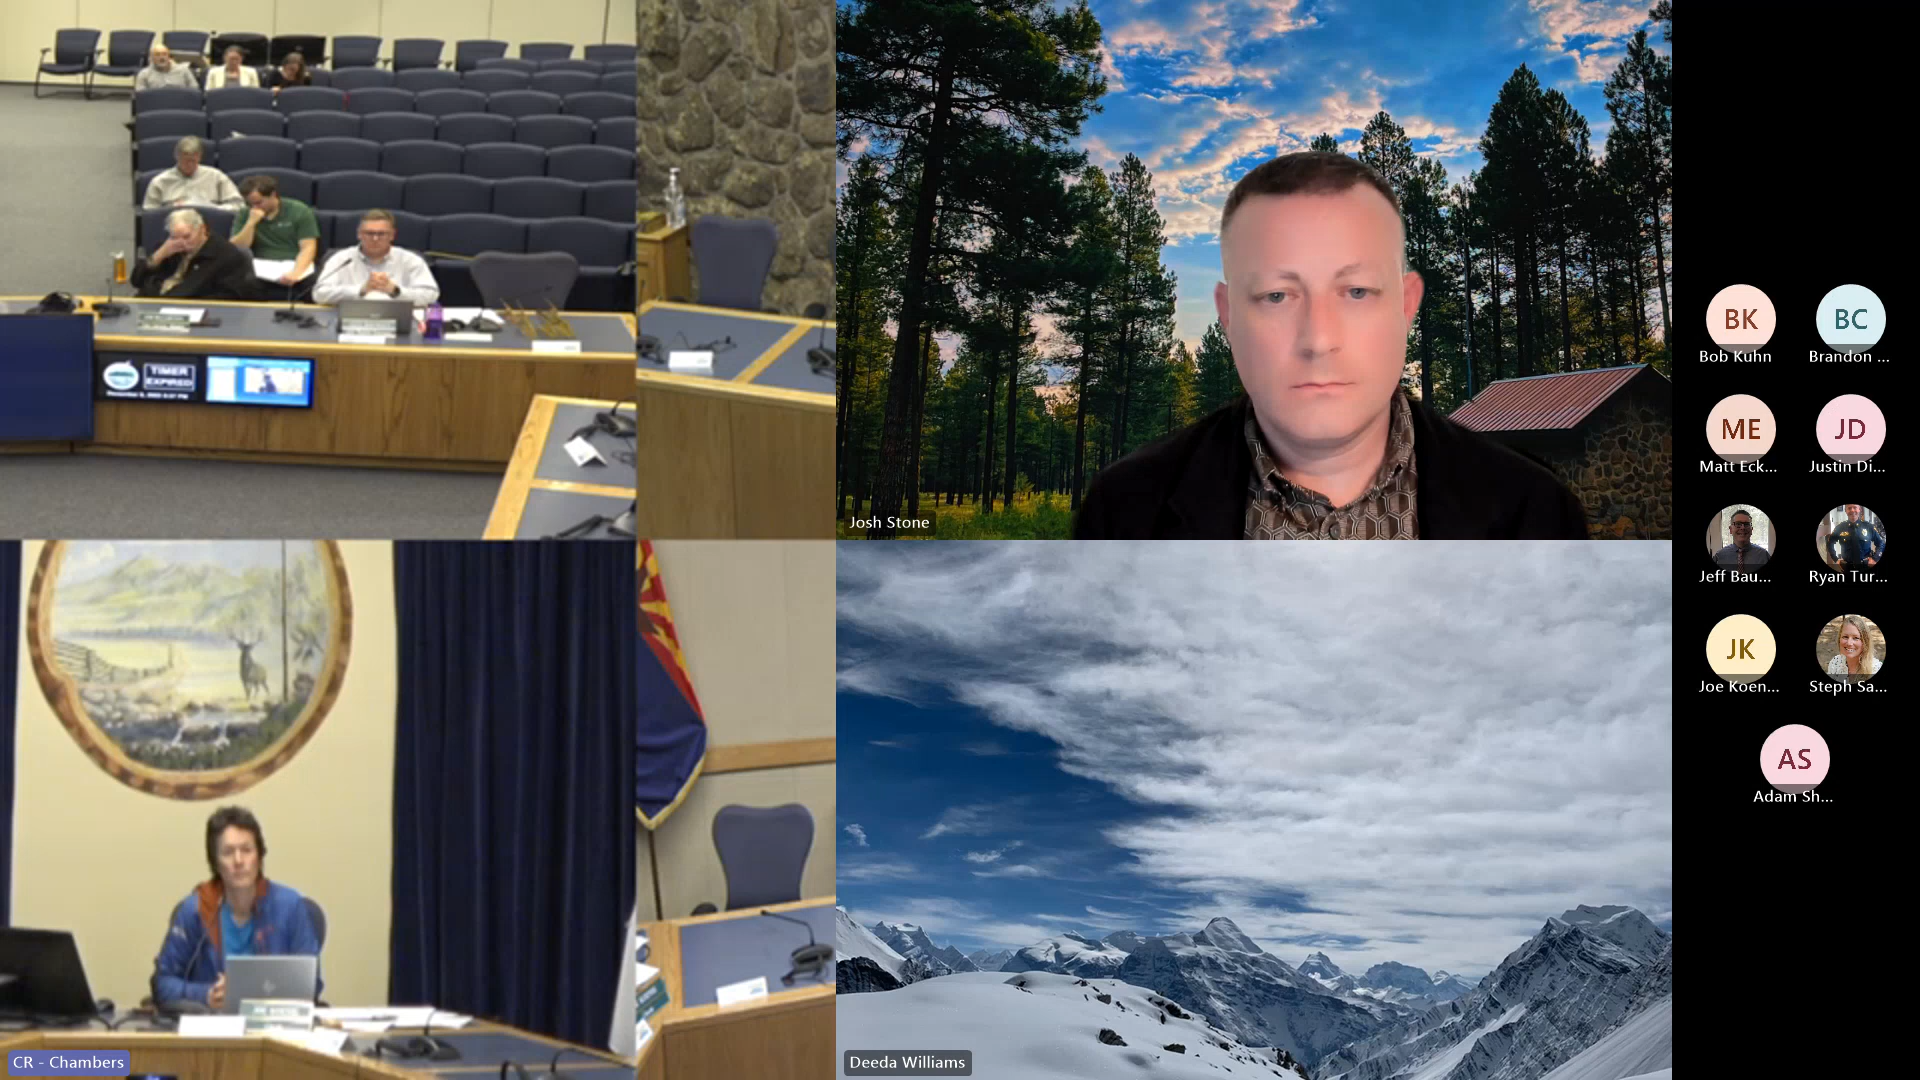 TIMER
EXPIRED
Josh Stone
CR - Chambers
Deeda Williams
BK
Bob Kuhn
BC
Brandon ...
ME
Matt Eck...
JD
Justin Di...
Jeff Bau...
Ryan Tur...
JK
Joe Koen...
Steph Sa...
AS
Adam Sh...